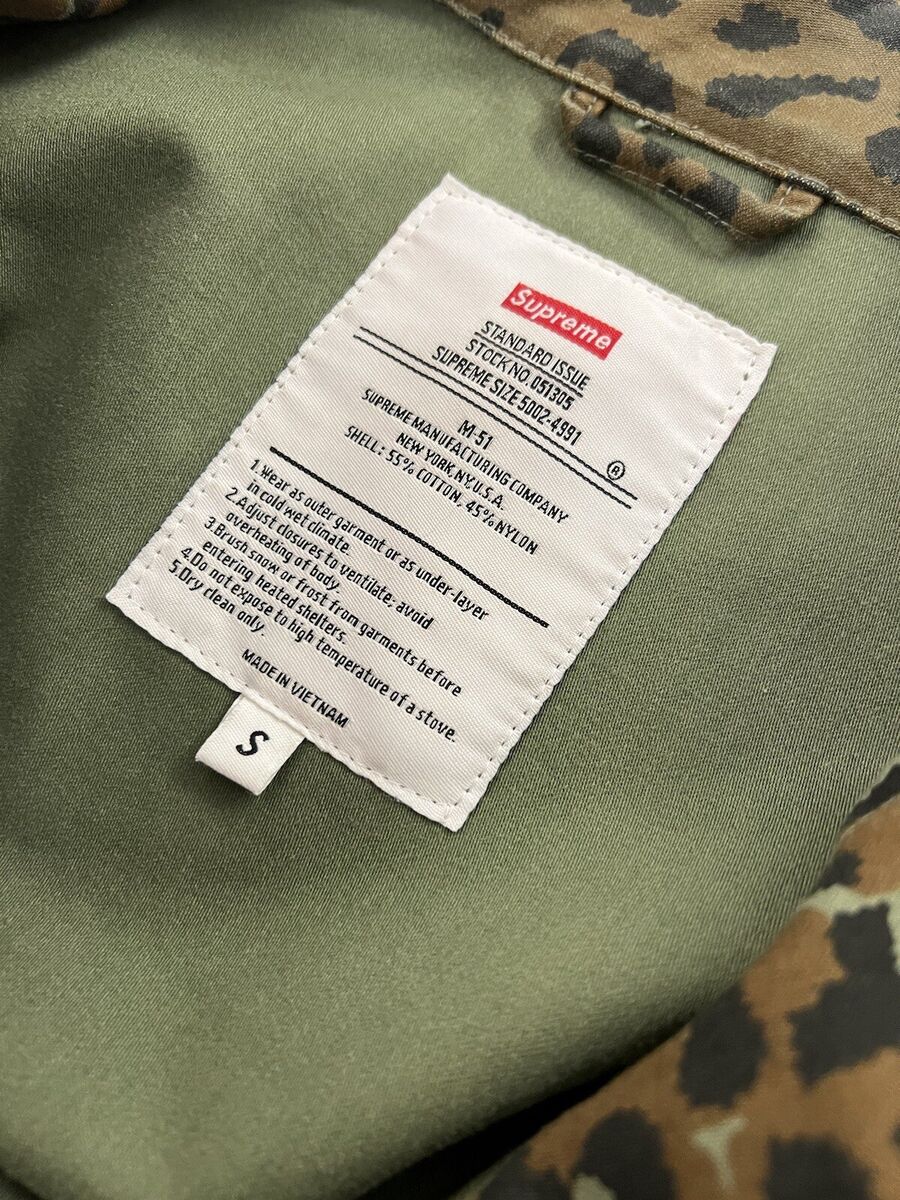 Supreme
STANDARD ISSUE
STOCK NO. 051305
SUPREME SIZE 5002-4991
®
M-51
SUPREME MANUFACTURING COMPANY
NEW YORK, NY, U.S.A.
SHELL: 55% COTTON, 45% NYLON
1. Wear as outer garment or as under-layer
in cold wet climate.
2. Adjust closures to ventilate; avoid
overheating of body.
3. Brush snow or frost from garments before
entering heated shelters.
4. Do not expose to high temperature of a stove.
5. Dry clean only.
MADE IN VIETNAM
S